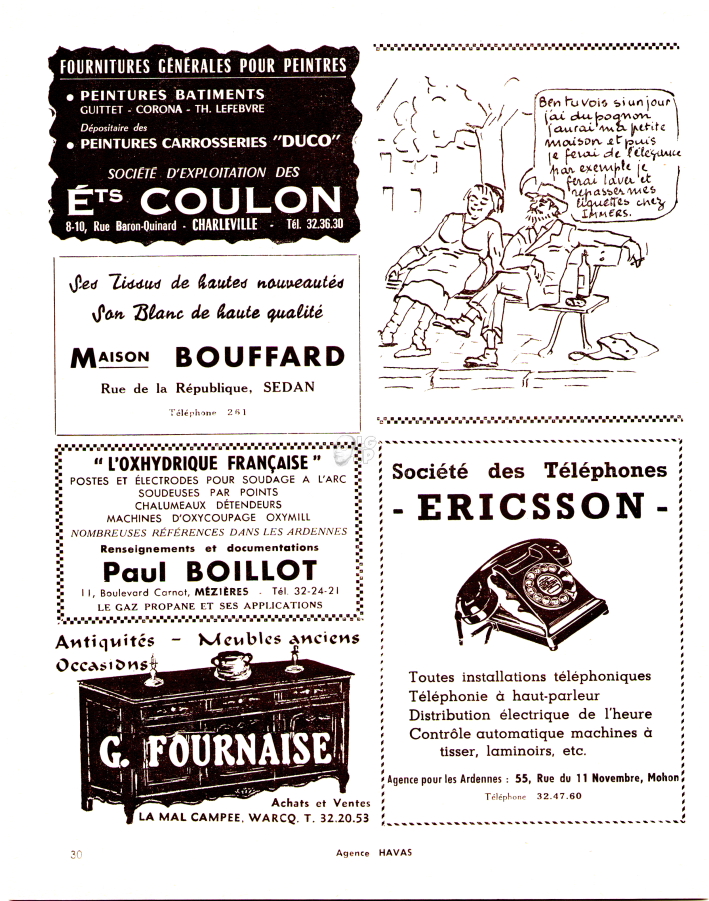 FOURNITURES GÉNÉRALES POUR PEINTRES
• PEINTURES BATIMENTS
GUITTET - CORONA - TH. LEFEBVRE
Dépositaire des
• PEINTURES CARROSSERIES "DUCO"
SOCIÉTÉ D'EXPLOITATION DES
ÉTS COULON
8-10, Rue Baron-Quinard - CHARLEVILLE - Tél. 32.36.30
Ses Tissus de hautes nouveautés
Son Blanc de haute qualité
MAISON BOUFFARD
Rue de la République, SEDAN
Téléphone 261
" L'OXHYDRIQUE FRANÇAISE "
POSTES ET ÉLECTRODES POUR SOUDAGE A L'ARC
SOUDEUSES PAR POINTS
CHALUMEAUX DÉTENDEURS
MACHINES D'OXYCOUPAGE OXYMILL
NOMBREUSES RÉFÉRENCES DANS LES ARDENNES
Renseignements et documentations
Paul BOILLOT
11, Boulevard Carnot, MÉZIÈRES - Tél. 32-24-21
LE GAZ PROPANE ET SES APPLICATIONS
Antiquités - Meubles anciens
Occasions
G. FOURNAISE
Achats et Ventes
LA MAL CAMPEE, WARCQ. T. 32.20.53
Ben tu vois si un jour
j'ai du pognon
j'aurai ma petite
maison et puis
je ferai de l'élégance
par exemple je
ferai laver et
repasser mes
liquettes chez
IMMERS.
Société des Téléphones
- ERICSSON -
Toutes installations téléphoniques
Téléphonie à haut-parleur
Distribution électrique de l'heure
Contrôle automatique machines à
tisser, laminoirs, etc.
Agence pour les Ardennes : 55, Rue du 11 Novembre, Mohon
Téléphone 32.47.60
30
Agence HAVAS